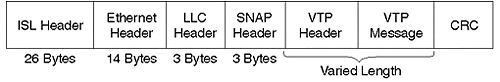 ISL Header
Ethernet
Header
LLC
Header
SNAP
Header
VTP
Header
VTP
Message
CRC
26 Bytes
14 Bytes
3 Bytes
3 Bytes
Varied Length